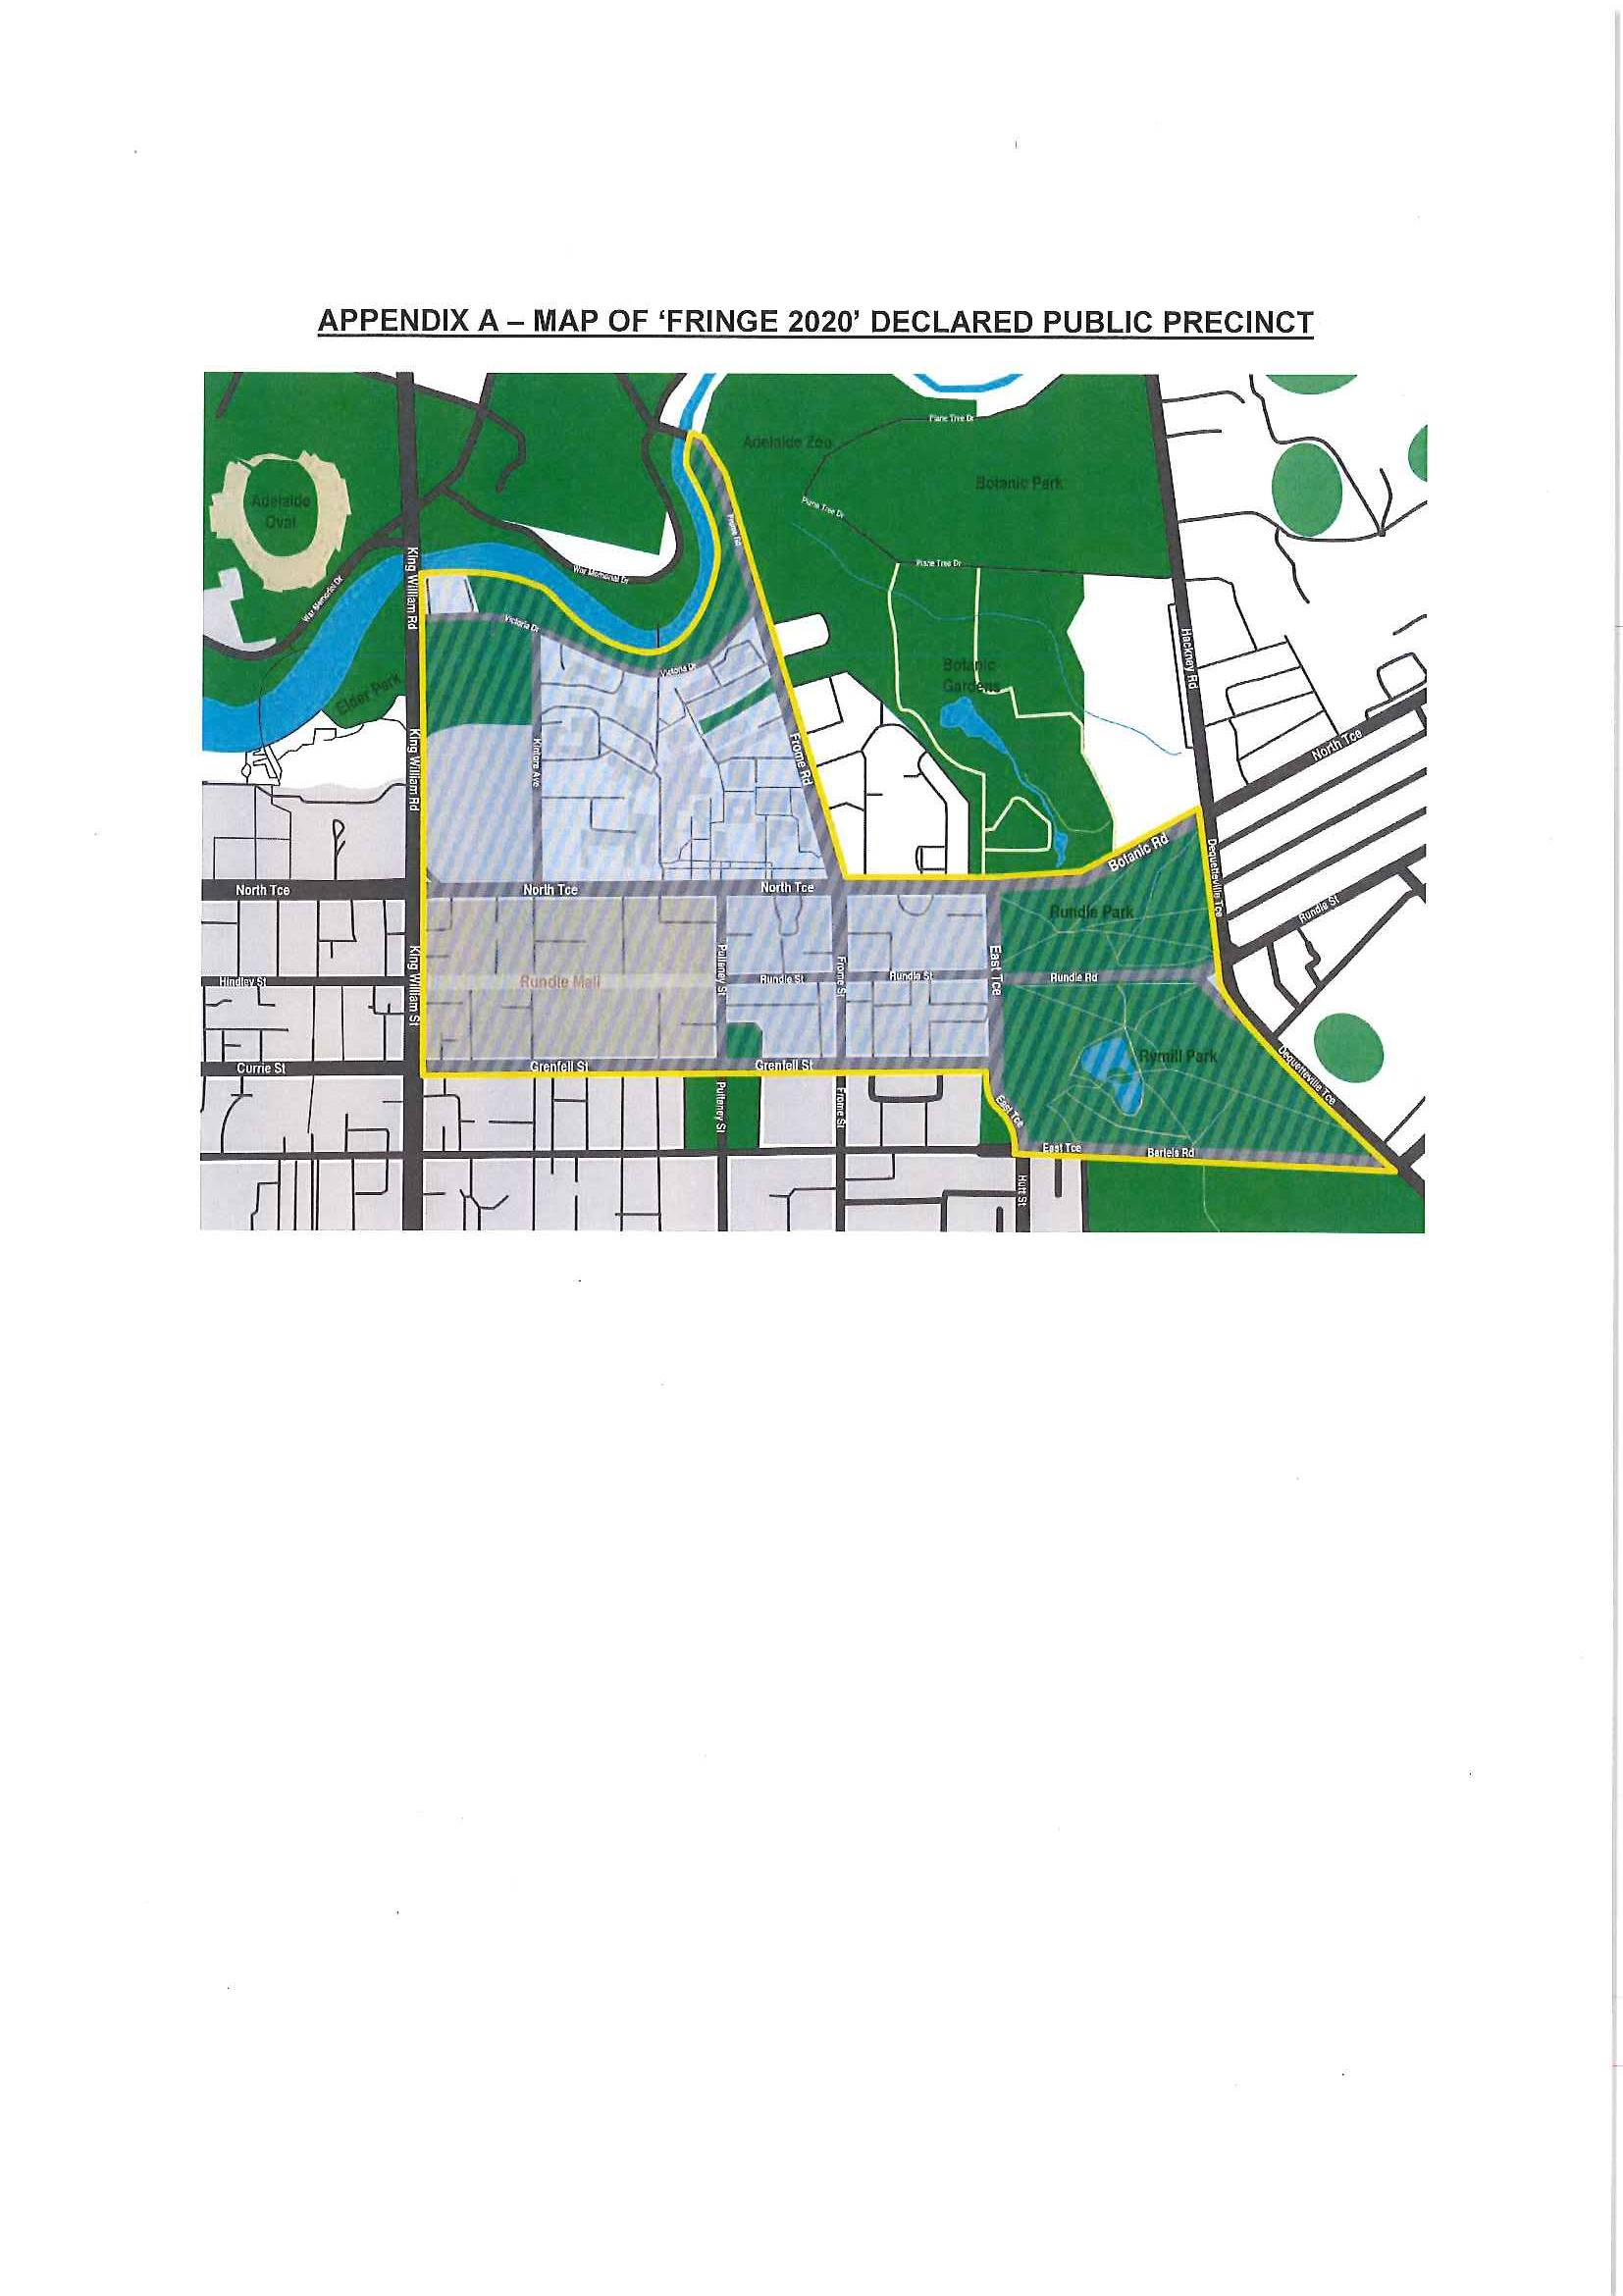 APPENDIX A – MAP OF ‘FRINGE 2020’ DECLARED PUBLIC PRECINCT
Plane Tree Dr
Adelaide Zoo
Botanic Park
Adelaide
Oval
Plane Tree Dr
Frome Rd
King William Rd
Plane Tree Dr
War Memorial Dr
War Memorial Dr
Victoria Dr
Hackney Rd
Victoria Dr
Botanic
Gardens
Elder Park
King William Rd
Kintore Ave
Frome Rd
North Tce
Botanic Rd
Dequetteville Tce
North Tce
North Tce
North Tce
Rundle St
Rundle Park
King William St
Pulteney St
Frome St
East Tce
Hindley St
Rundle Mall
Rundle St
Rundle St
Rundle Rd
Rymill Park
Currie St
Grenfell St
Grenfell St
Dequetteville Tce
Pulteney St
Frome St
East Tce
East Tce
Bartels Rd
Hutt St